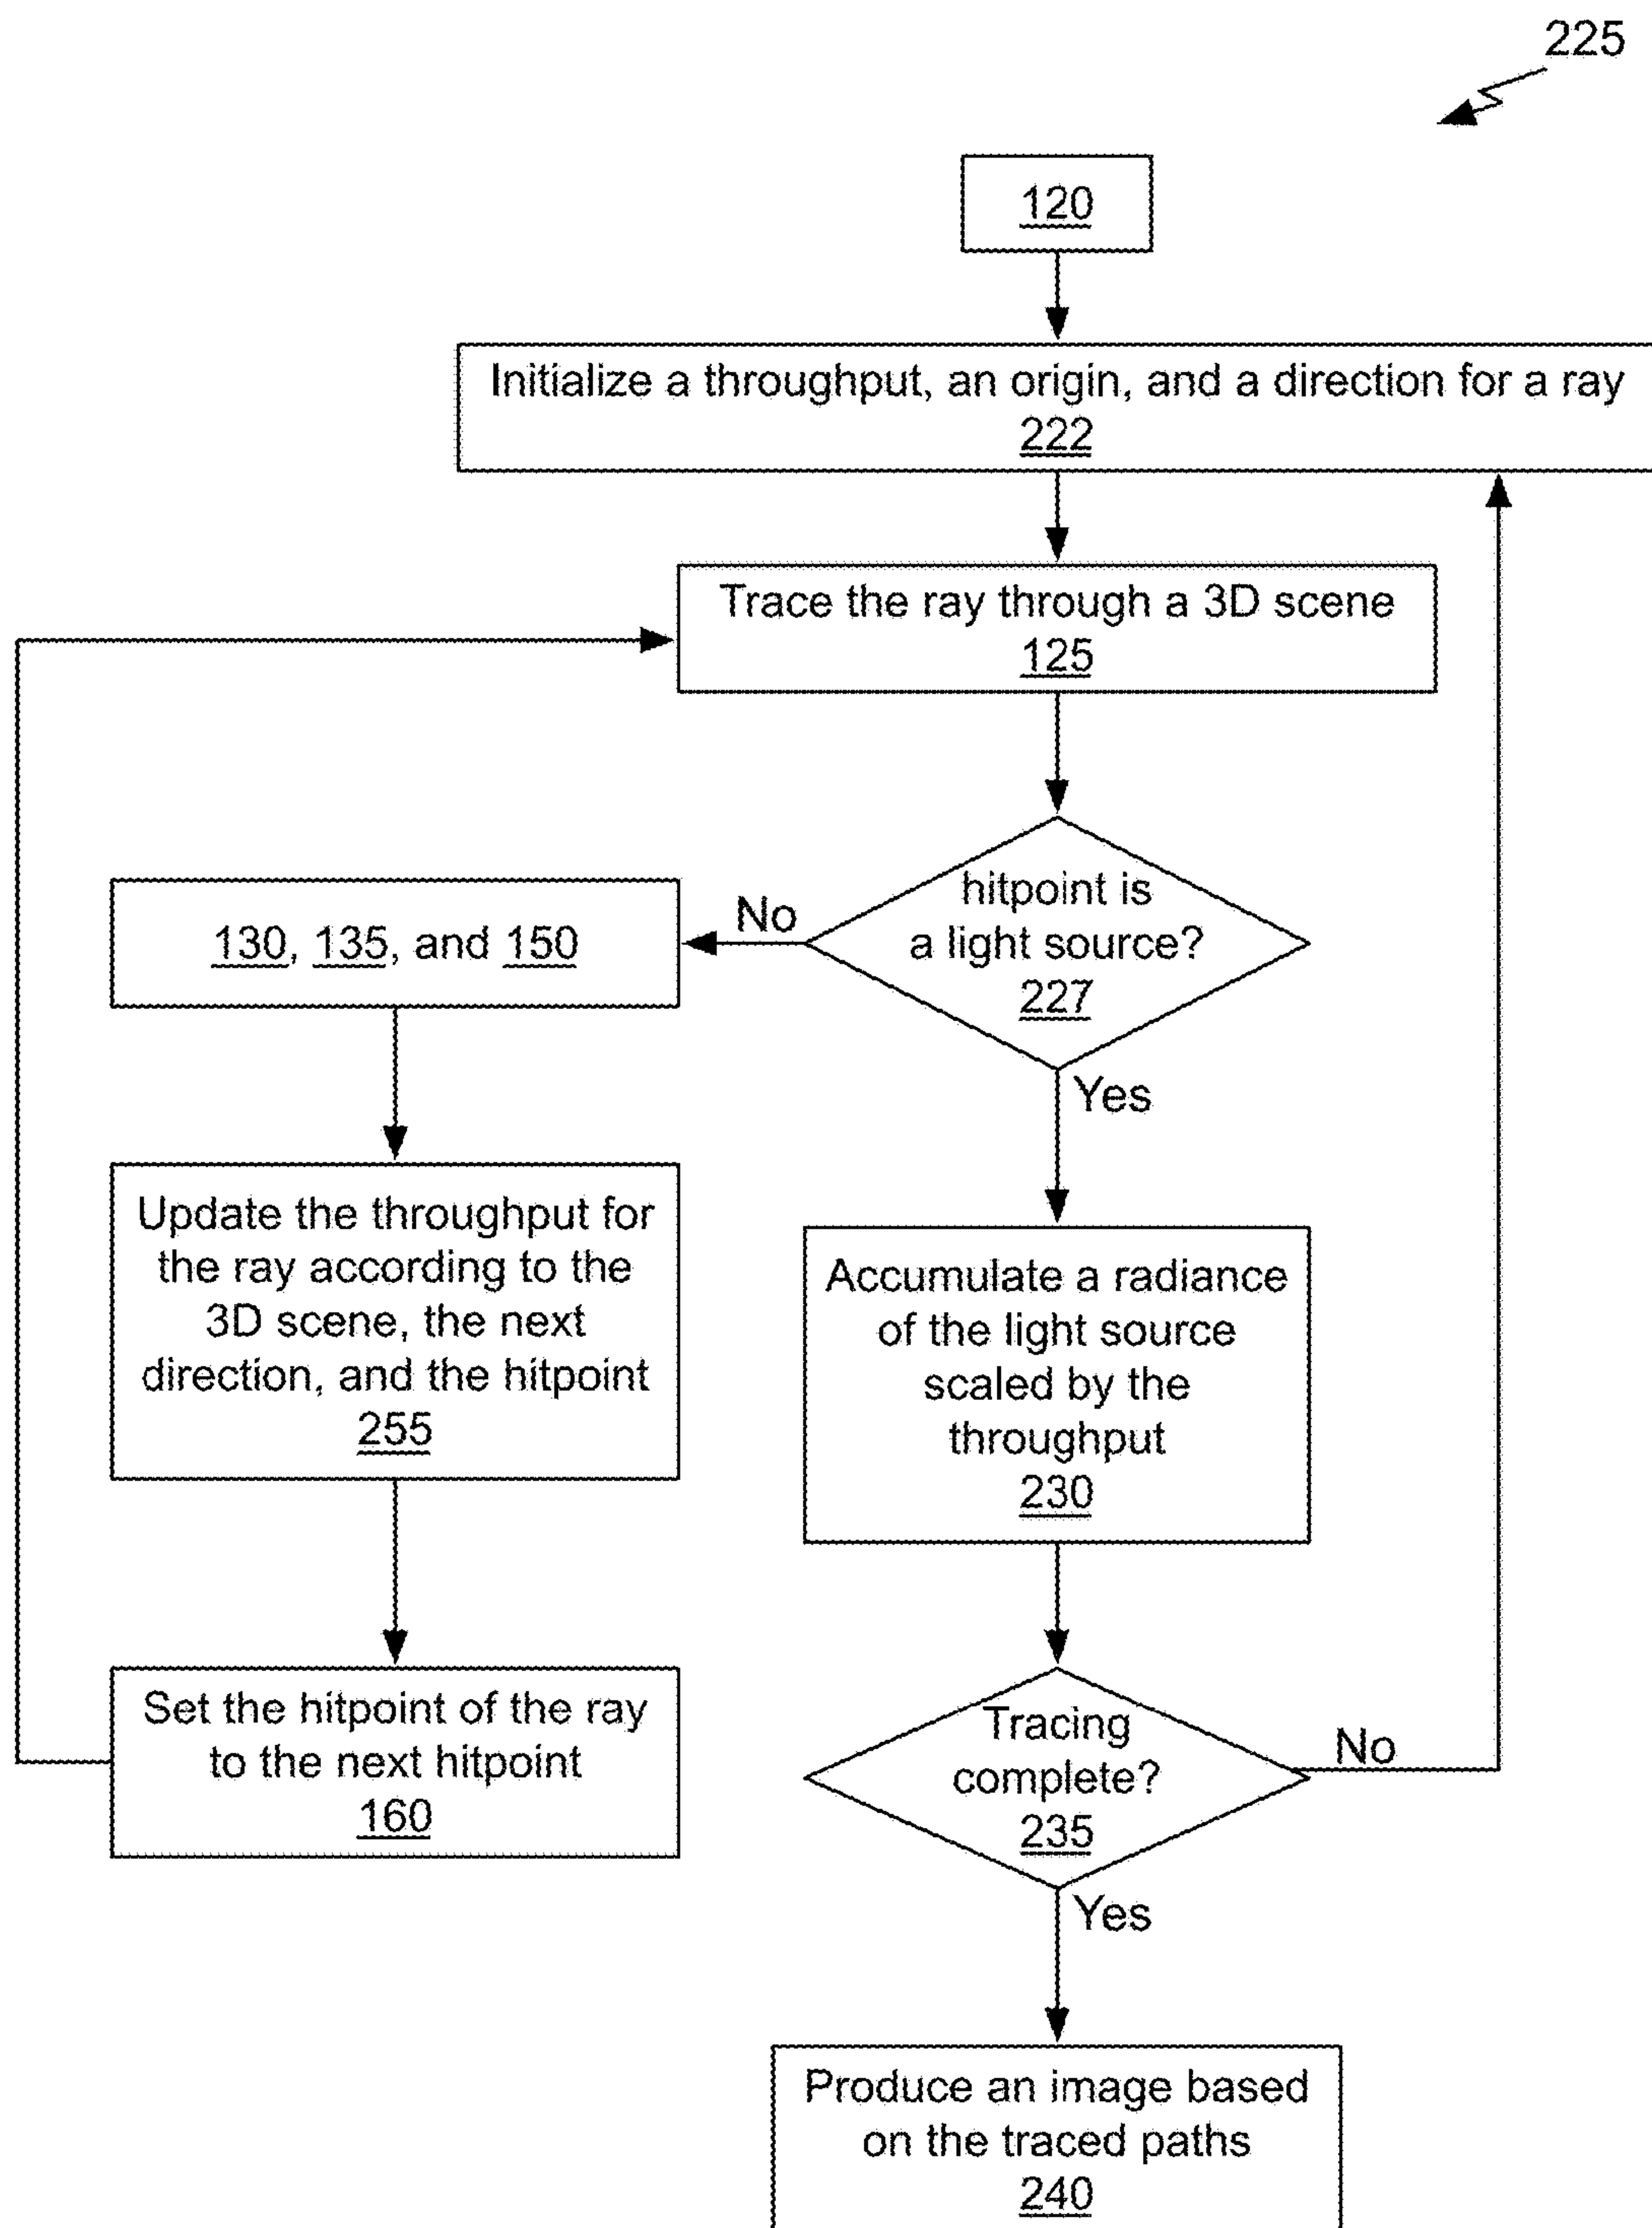 225
120
Initialize a throughput, an origin, and a direction for a ray
222
Trace the ray through a 3D scene
125
hitpoint is
a light source?
227
No
130, 135, and 150
Yes
Update the throughput for
the ray according to the
3D scene, the next
direction, and the hitpoint
255
Accumulate a radiance
of the light source
scaled by the
throughput
230
Set the hitpoint of the ray
to the next hitpoint
160
Tracing
complete?
235
No
Yes
Produce an image based
on the traced paths
240